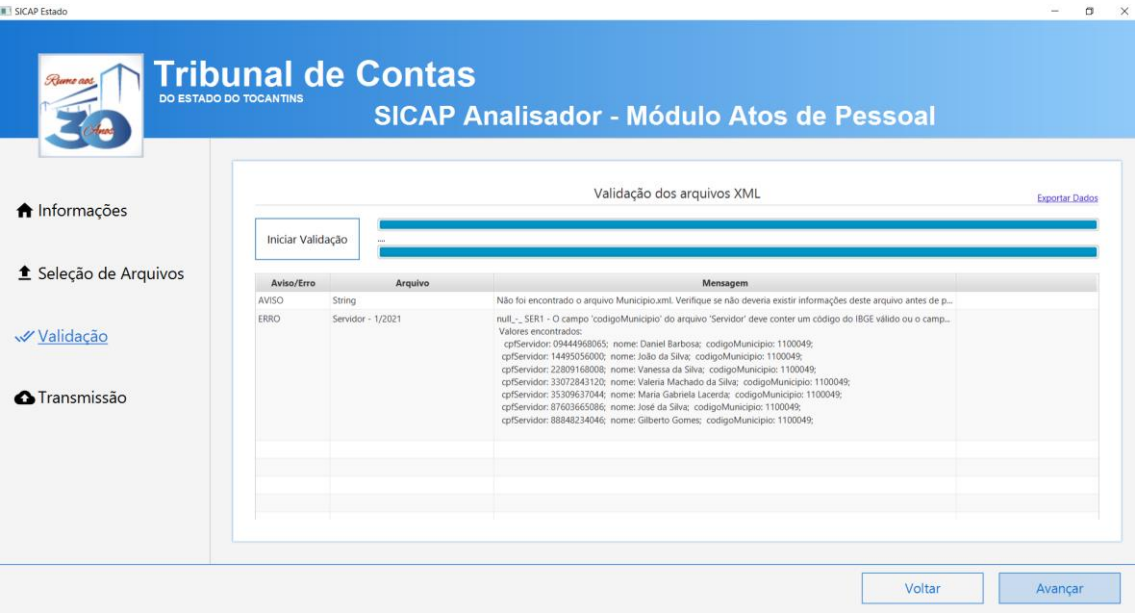 SICAP Estado
Rumo aos
30
Anos
Tribunal de Contas
DO ESTADO DO TOCANTINS
SICAP Analisador - Módulo Atos de Pessoal
Informações
Seleção de Arquivos
Validação
Transmissão
Validação dos arquivos XML
Exportar Dados
Iniciar Validação
....
Aviso/Erro Arquivo Mensagem
AVISO String Não foi encontrado o arquivo Municipio.xml. Verifique se não deveria existir informações deste arquivo antes de p...
ERRO Servidor - 1/2021 null_-_ SER1 - O campo 'codigoMunicipio' do arquivo 'Servidor' deve conter um código do IBGE válido ou o camp...
Valores encontrados:
cpfServidor: 09444968065; nome: Daniel Barbosa; codigoMunicipio: 1100049;
cpfServidor: 14495056000; nome: João da Silva; codigoMunicipio: 1100049;
cpfServidor: 22809168008; nome: Vanessa da Silva; codigoMunicipio: 1100049;
cpfServidor: 33072843120; nome: Valeria Machado da Silva; codigoMunicipio: 1100049;
cpfServidor: 35309637044; nome: Maria Gabriela Lacerda; codigoMunicipio: 1100049;
cpfServidor: 87603665086; nome: José da Silva; codigoMunicipio: 1100049;
cpfServidor: 88848234046; nome: Gilberto Gomes; codigoMunicipio: 1100049;
Voltar
Avançar